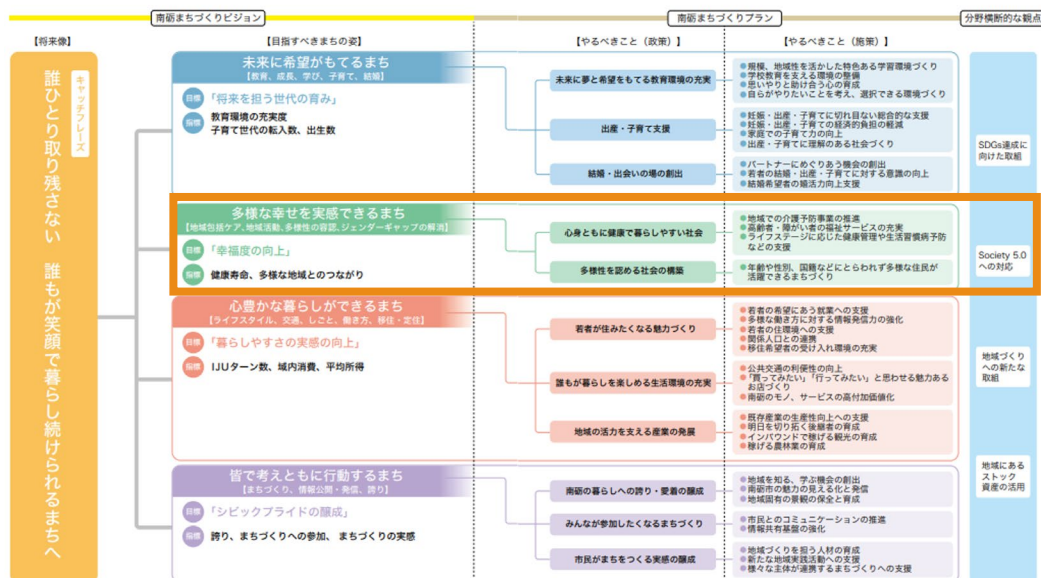 南砺まちづくりビジョン
南砺まちづくりプラン
分野横断的な観点
【将来像】
【目指すべきまちの姿】
【やるべきこと（政策）】
【やるべきこと（施策）】
キャッチフレーズ
誰ひとり取り残さない 誰もが笑顔で暮らし続けられるまちへ
未来に希望がもてるまち
【教育、成長、学び、子育て、結婚】
目標 「将来を担う世代の育み」
指標 教育環境の充実度
子育て世代の転入数、出生数
未来に夢と希望をもてる教育環境の充実
●規模、地域性を活かした特色ある学習環境づくり
●学校教育を支える環境の整備
●思いやりと助け合う心の育成
●自らがやりたいことを考え、選択できる環境づくり
出産・子育て支援
●妊娠・出産・子育てに切れ目ない総合的な支援
●妊娠・出産・子育ての経済的負担の軽減
●家庭での子育て力の向上
●出産・子育てに理解のある社会づくり
結婚・出会いの場の創出
●パートナーにめぐりあう機会の創出
●若者の結婚・出産・子育てに対する意識の向上
●結婚希望者の婚活力向上支援
多様な幸せを実感できるまち
【地域包括ケア、地域活動、多様性の容認、ジェンダーギャップの解消】
目標 「幸福度の向上」
指標 健康寿命、多様な地域とのつながり
心身ともに健康で暮らしやすい社会
●地域での介護予防事業の推進
●高齢者・障がい者の福祉サービスの充実
●ライフステージに応じた健康管理や生活習慣病予防
などの支援
多様性を認める社会の構築
●年齢や性別、国籍などにとらわれず多様な住民が
活躍できるまちづくり
心豊かな暮らしができるまち
【ライフスタイル、交通、しごと、働き方、移住・定住】
目標 「暮らしやすさの実感の向上」
指標 IJUターン数、域内消費、平均所得
若者が住みたくなる魅力づくり
●若者の希望にあう就業への支援
●多様な働き方に対する情報発信力の強化
●若者の住環境への支援
●関係人口との連携
●移住希望者の受け入れ環境の充実
誰もが暮らしを楽しめる生活環境の充実
●公共交通の利便性の向上
●「買ってみたい」「行ってみたい」と思わせる魅力ある
お店づくり
●南砺のモノ、サービスの高付加価値化
地域の活力を支える産業の発展
●既存産業の生産性向上への支援
●明日を切り拓く後継者の育成
●インバウンドで稼げる観光の育成
●稼げる農林業の育成
皆で考えともに行動するまち
【まちづくり、情報公開・発信、誇り】
目標 「シビックプライドの醸成」
指標 誇り、まちづくりへの参加、 まちづくりの実感
南砺の暮らしへの誇り・愛着の醸成
●地域を知る、学ぶ機会の創出
●南砺市の魅力の見える化と発信
●地域固有の景観の保全と育成
みんなが参加したくなるまちづくり
●市民とのコミュニケーションの推進
●情報共有基盤の強化
市民がまちをつくる実感の醸成
●地域づくりを担う人材の育成
●新たな地域実践活動への支援
●様々な主体が連携するまちづくりへの支援
SDGs達成に
向けた取組
Society 5.0
への対応
地域づくり
への新たな
取組
地域にある
ストック
資産の活用